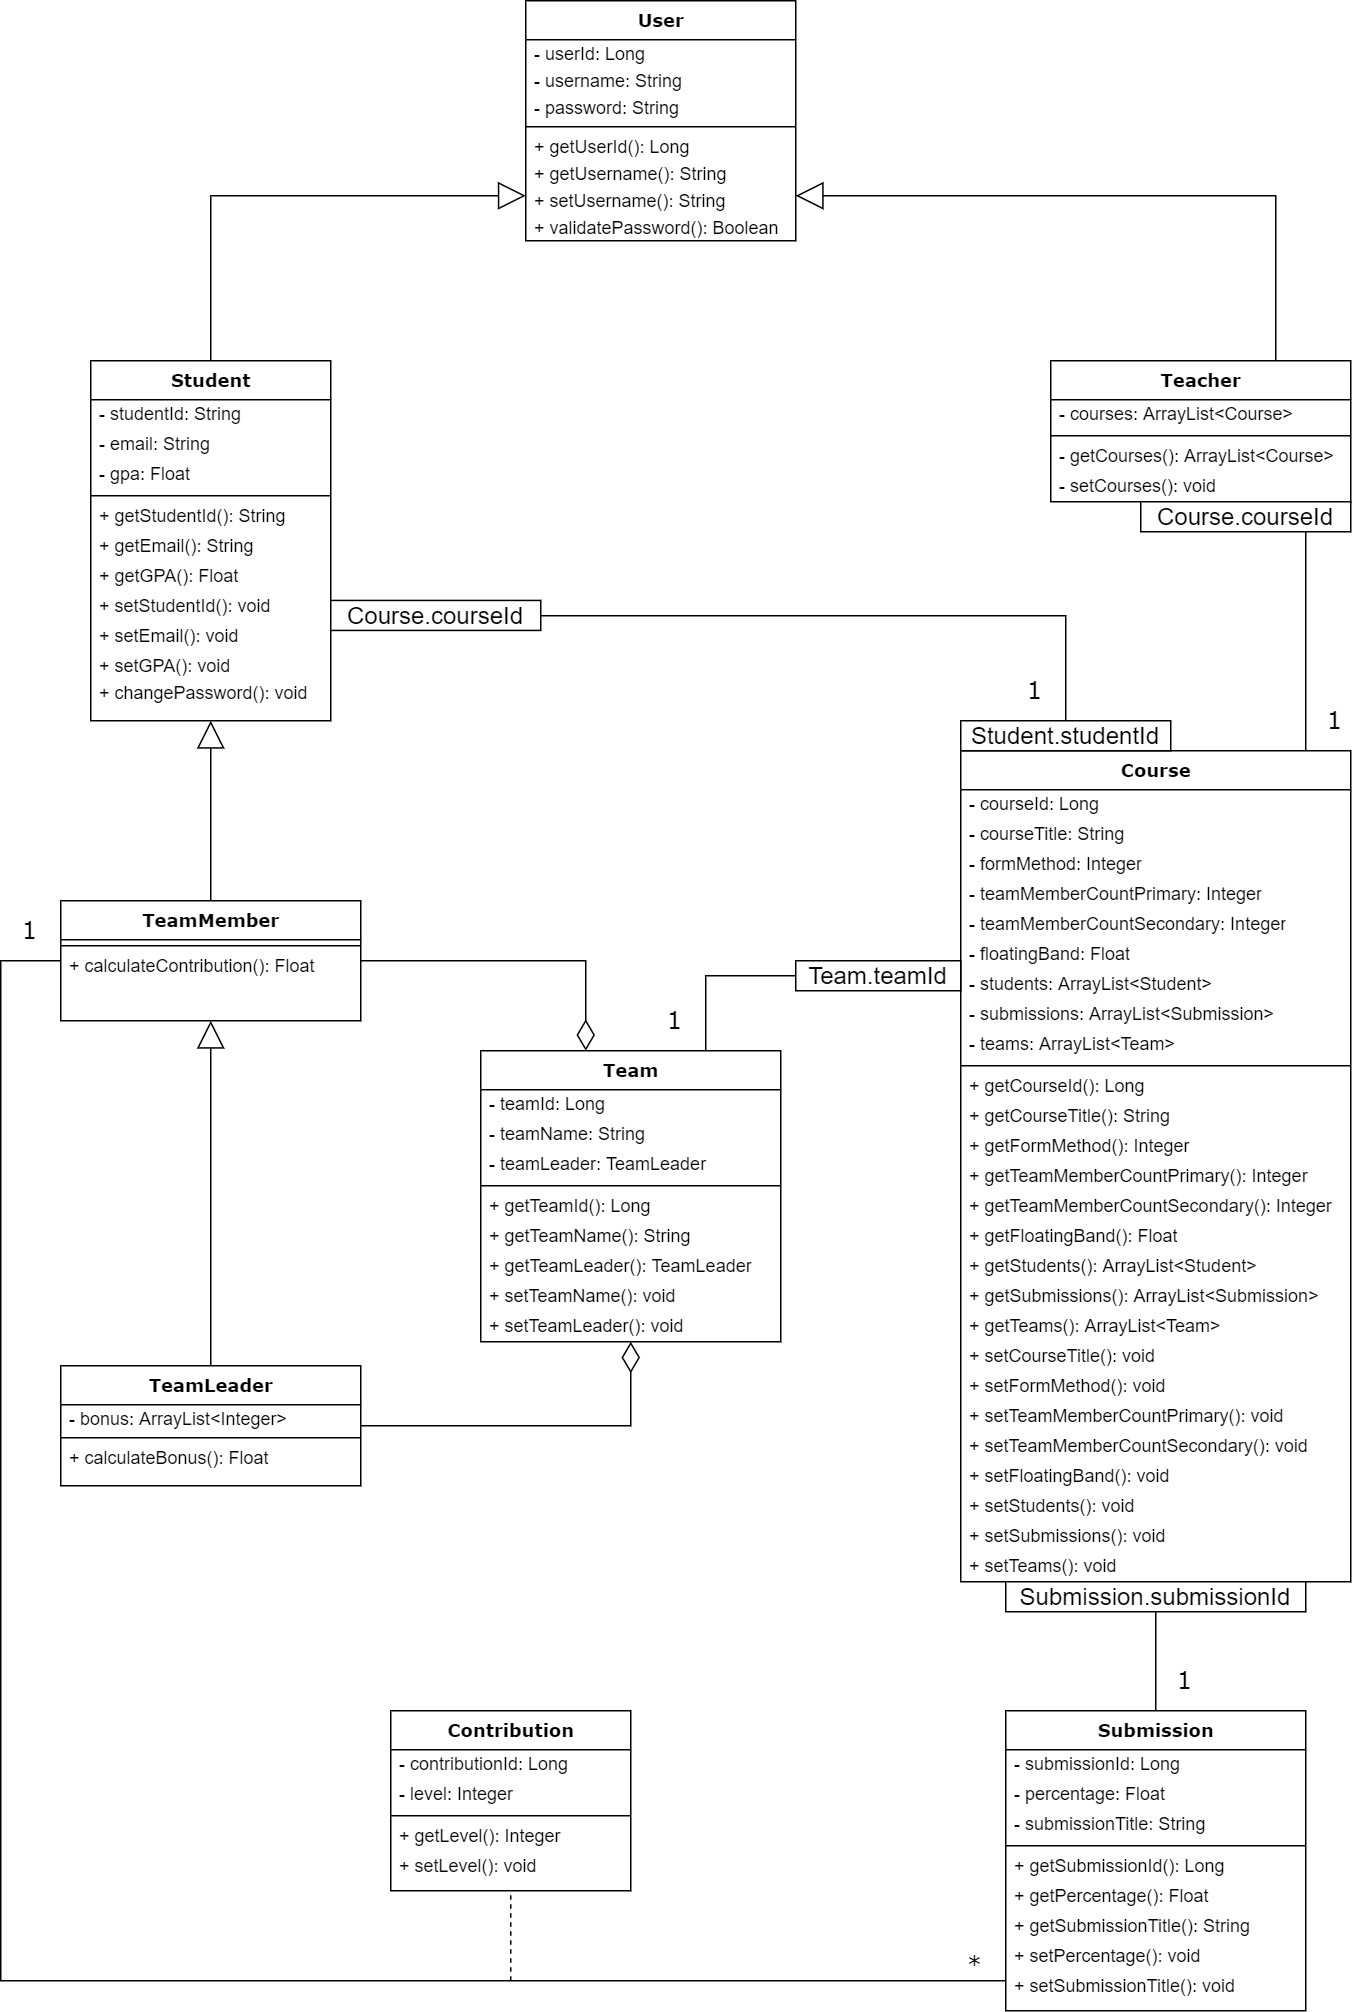 User
- userId: Long
- username: String
- password: String
+ getUserId(): Long
+ getUsername(): String
+ setUsername(): String
+ validatePassword(): Boolean
Student
- studentId: String
- email: String
- gpa: Float
+ getStudentId(): String
+ getEmail(): String
+ getGPA(): Float
+ setStudentId(): void
+ setEmail(): void
+ setGPA(): void
+ changePassword(): void
Course.courseId
Teacher
- courses: ArrayList<Course>
- getCourses(): ArrayList<Course>
- setCourses(): void
Course.courseId
1
1
Student.studentId
Course
- courseId: Long
- courseTitle: String
- formMethod: Integer
- teamMemberCountPrimary: Integer
- teamMemberCountSecondary: Integer
- floatingBand: Float
- students: ArrayList<Student>
- submissions: ArrayList<Submission>
- teams: ArrayList<Team>
+ getCourseId(): Long
+ getCourseTitle(): String
+ getFormMethod(): Integer
+ getTeamMemberCountPrimary(): Integer
+ getTeamMemberCountSecondary(): Integer
+ getFloatingBand(): Float
+ getStudents(): ArrayList<Student>
+ getSubmissions(): ArrayList<Submission>
+ getTeams(): ArrayList<Team>
+ setCourseTitle(): void
+ setFormMethod(): void
+ setTeamMemberCountPrimary(): void
+ setTeamMemberCountSecondary(): void
+ setFloatingBand(): void
+ setStudents(): void
+ setSubmissions(): void
+ setTeams(): void
Submission.submissionId
1
TeamMember
+ calculateContribution(): Float
1
Team.teamId
1
Team
- teamId: Long
- teamName: String
- teamLeader: TeamLeader
+ getTeamId(): Long
+ getTeamName(): String
+ getTeamLeader(): TeamLeader
+ setTeamName(): void
+ setTeamLeader(): void
TeamLeader
- bonus: ArrayList<Integer>
+ calculateBonus(): Float
Contribution
- contributionId: Long
- level: Integer
+ getLevel(): Integer
+ setLevel(): void
Submission
- submissionId: Long
- percentage: Float
- submissionTitle: String
+ getSubmissionId(): Long
+ getPercentage(): Float
+ getSubmissionTitle(): String
+ setPercentage(): void
+ setSubmissionTitle(): void
*